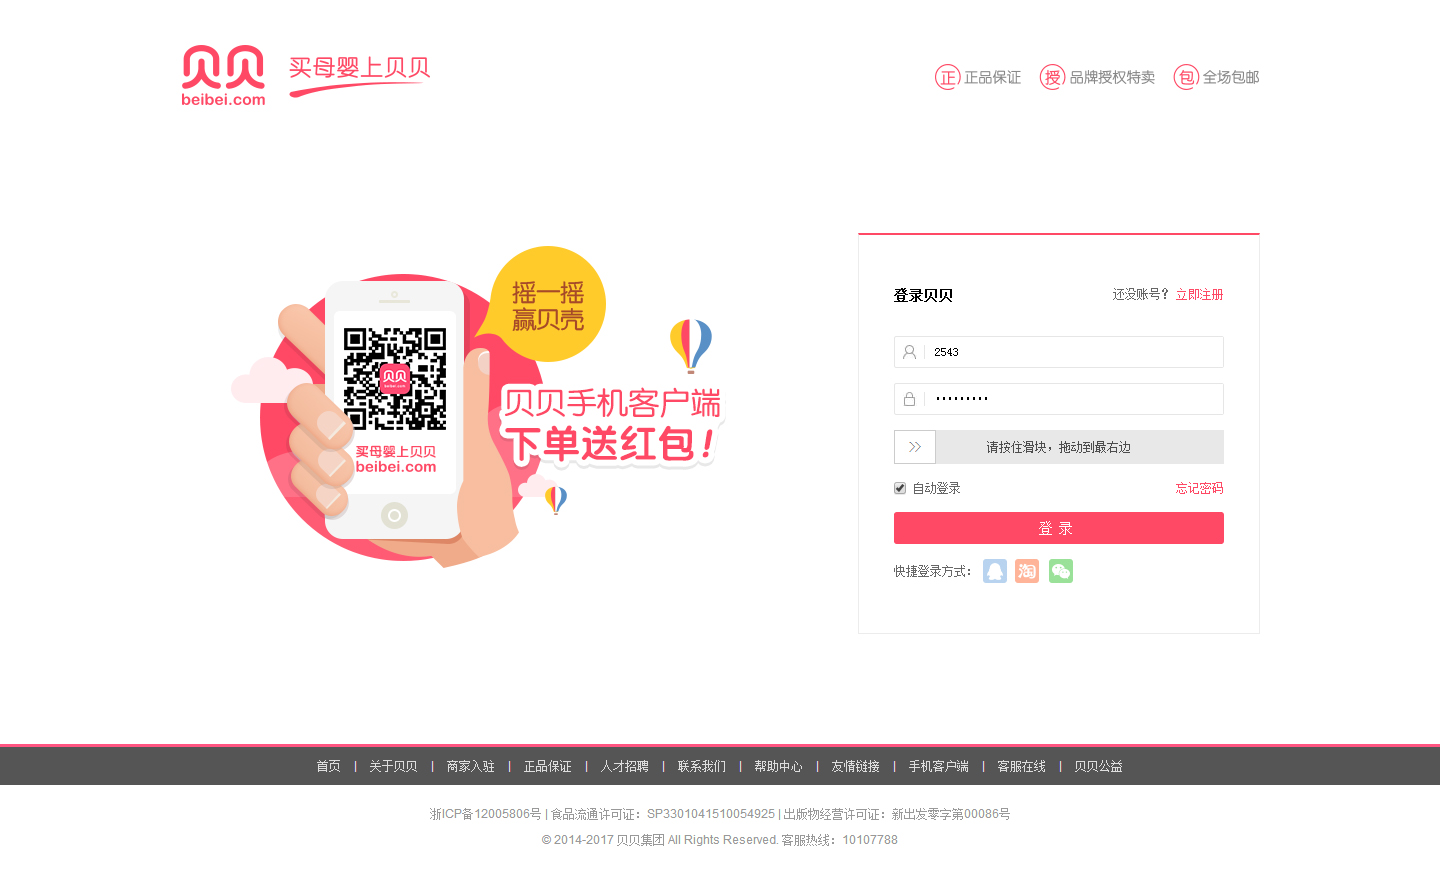 贝贝
beibei.com
买母婴上贝贝
正 正品保证
授 品牌授权特卖
包 全场包邮
摇一摇
赢贝壳
贝贝
beibei.com
买母婴上贝贝
beibei.com
贝贝手机客户端
下单送红包!
登录贝贝
还没账号? 立即注册
2543
•••••••••
请按住滑块，拖动到最右边
自动登录
忘记密码
登 录
快捷登录方式：
淘
首页 | 关于贝贝 | 商家入驻 | 正品保证 | 人才招聘 | 联系我们 | 帮助中心 | 友情链接 | 手机客户端 | 客服在线 | 贝贝公益
浙ICP备12005806号 | 食品流通许可证：SP3301041510054925 | 出版物经营许可证：新出发零字第00086号
© 2014-2017 贝贝集团 All Rights Reserved. 客服热线：10107788